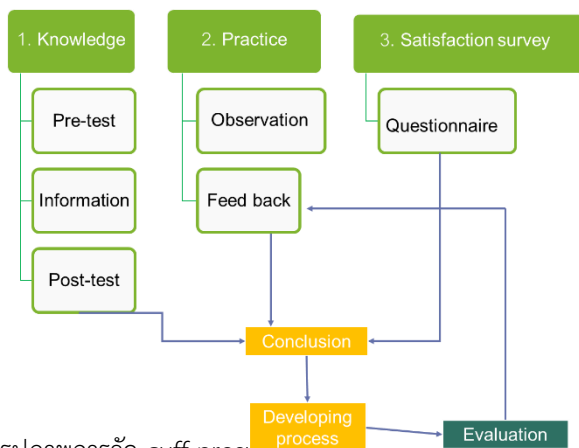 1. Knowledge
2. Practice
3. Satisfaction survey
Pre-test
Observation
Questionnaire
Information
Feed back
Post-test
Conclusion
Developing
process
Evaluation
cuff